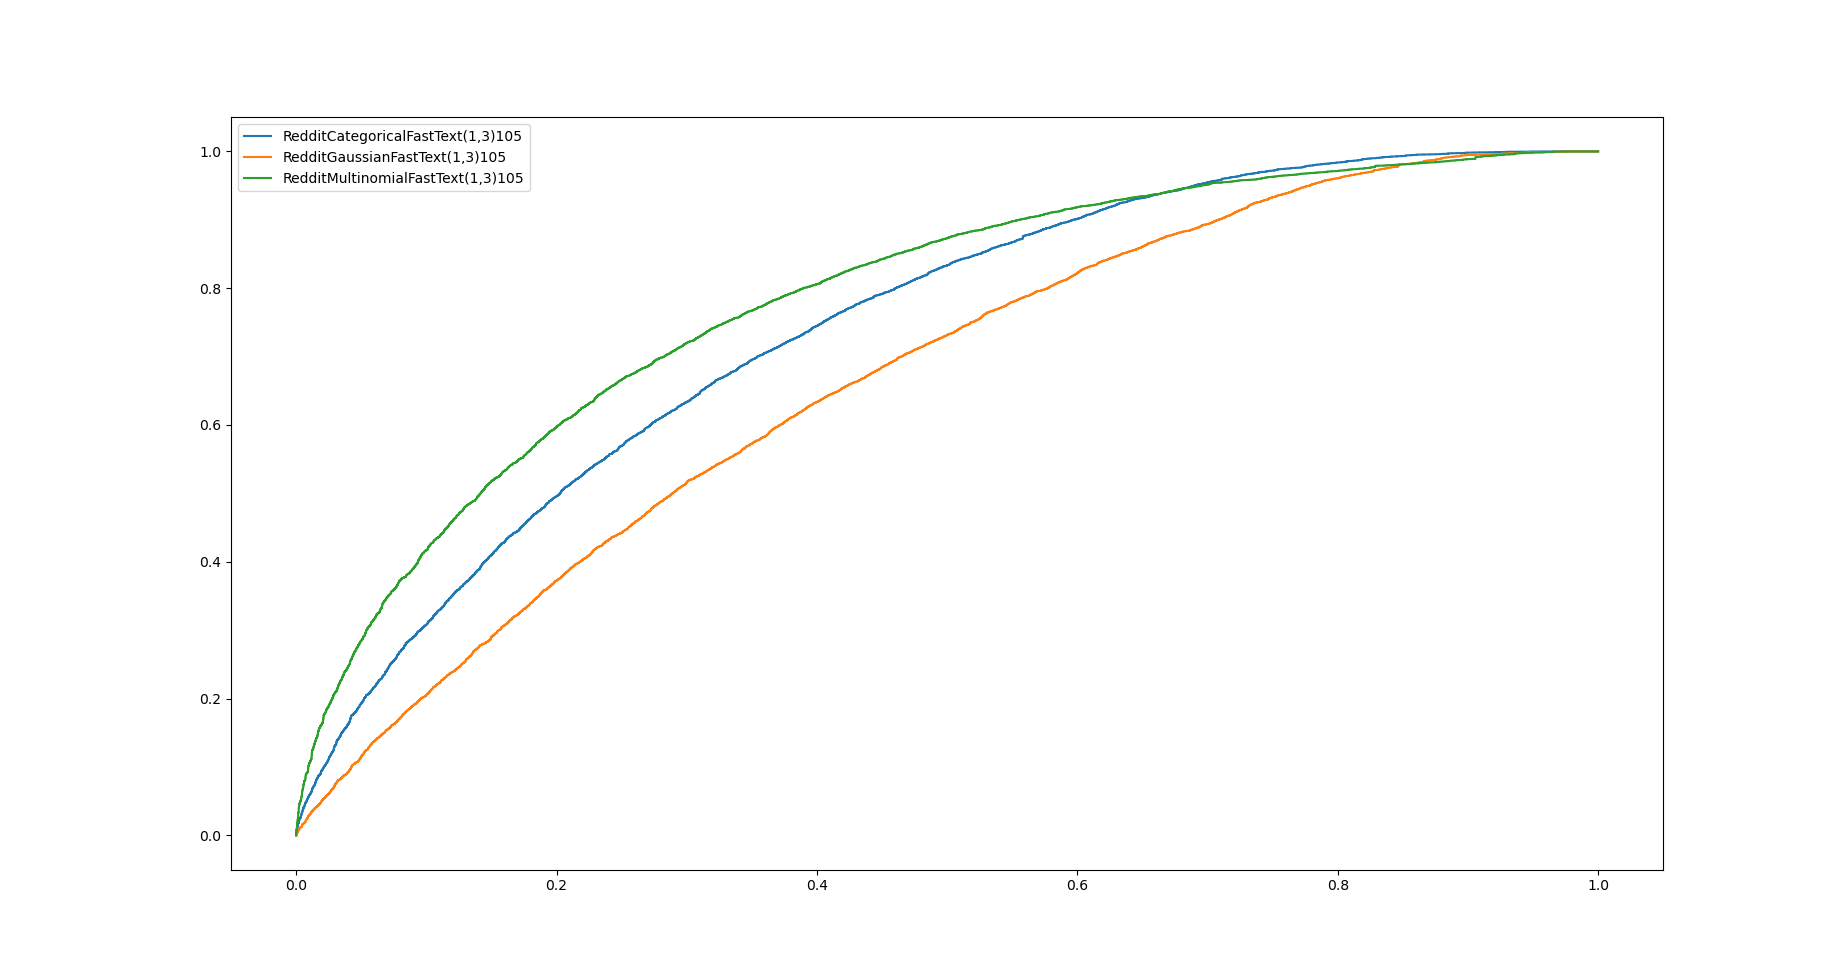 RedditCategoricalFastText(1,3)105
RedditGaussianFastText(1,3)105
RedditMultinomialFastText(1,3)105
1.0
0.8
0.6
0.4
0.2
0.0
0.0 0.2 0.4 0.6 0.8 1.0